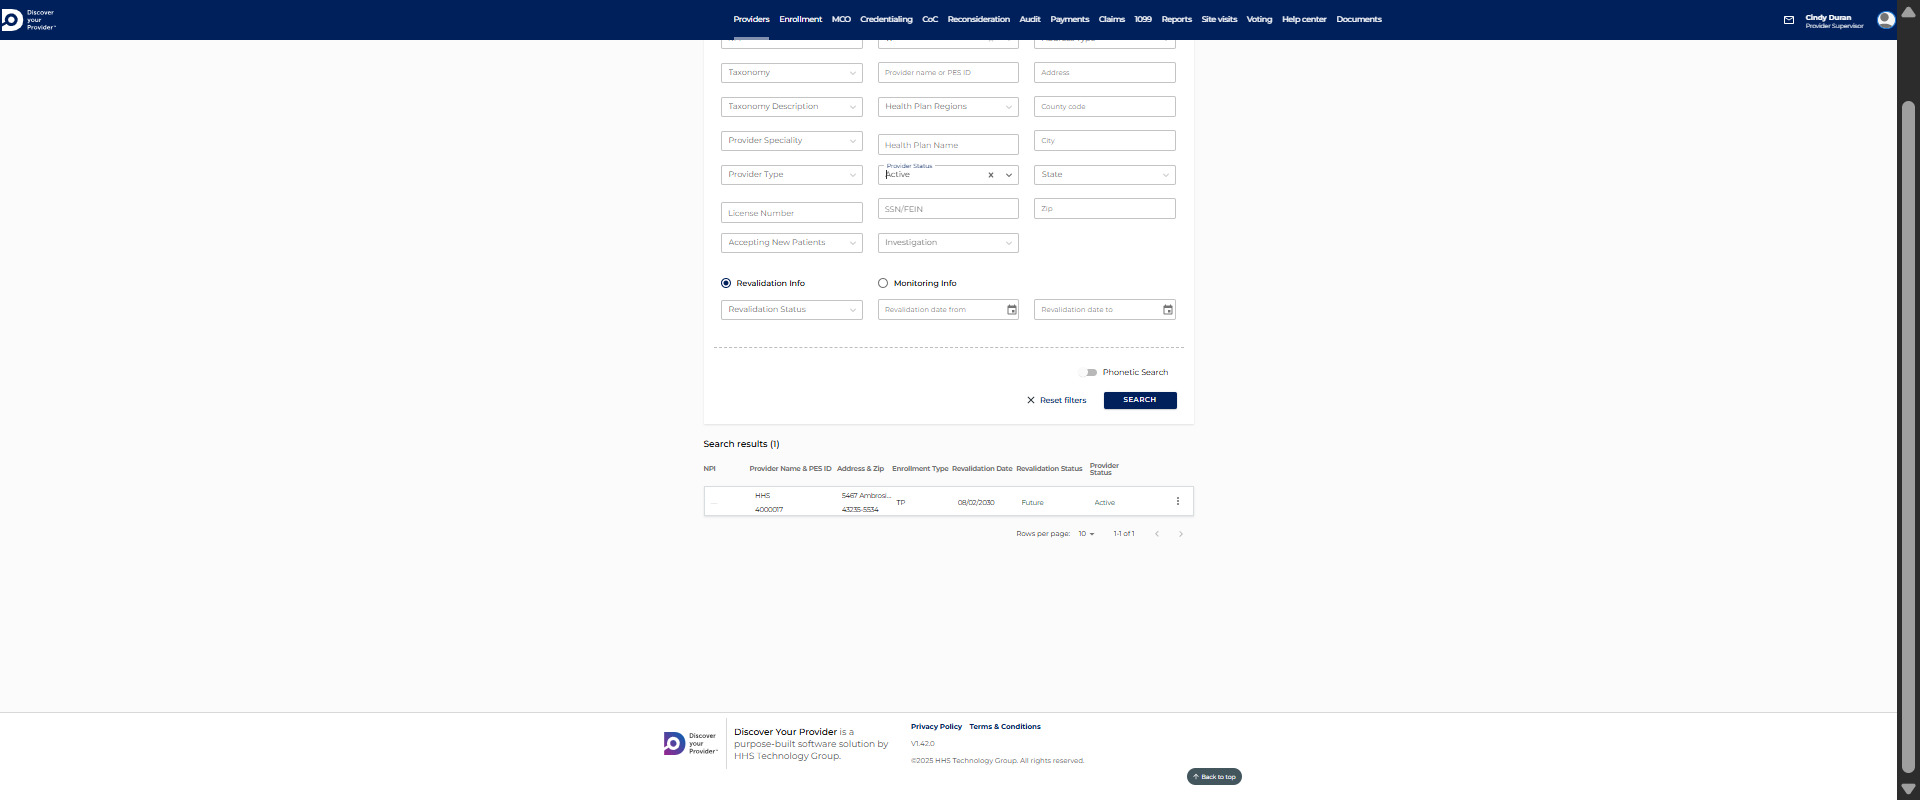 Discover
your
Provider
Providers Enrollment MCO Credentialing CoC Reconsideration Audit Payments Claims 1099 Reports Site visits Voting Help center Documents
Cindy Duran
Provider Supervisor
Taxonomy
Provider name or PES ID
Address
Taxonomy Description
Health Plan Regions
County code
Provider Speciality
Health Plan Name
City
Provider Type
Provider Status
Active
State
License Number
SSN/FEIN
Zip
Accepting New Patients
Investigation
Revalidation Info
Monitoring Info
Revalidation Status
Revalidation date from
Revalidation date to
Phonetic Search
Reset filters
SEARCH
Search results (1)
NPI Provider Name & PES ID Address & Zip Enrollment Type Revalidation Date Revalidation Status Provider Status
HHS 5467 Ambrosi... TP 08/02/2030 Future Active
4000017 43235-5534
Rows per page: 10 1-1 of 1
Discover
your
Provider
Discover Your Provider is a
purpose-built software solution by
HHS Technology Group.
Privacy Policy Terms & Conditions
V1.42.0
©2025 HHS Technology Group. All rights reserved.
Back to top